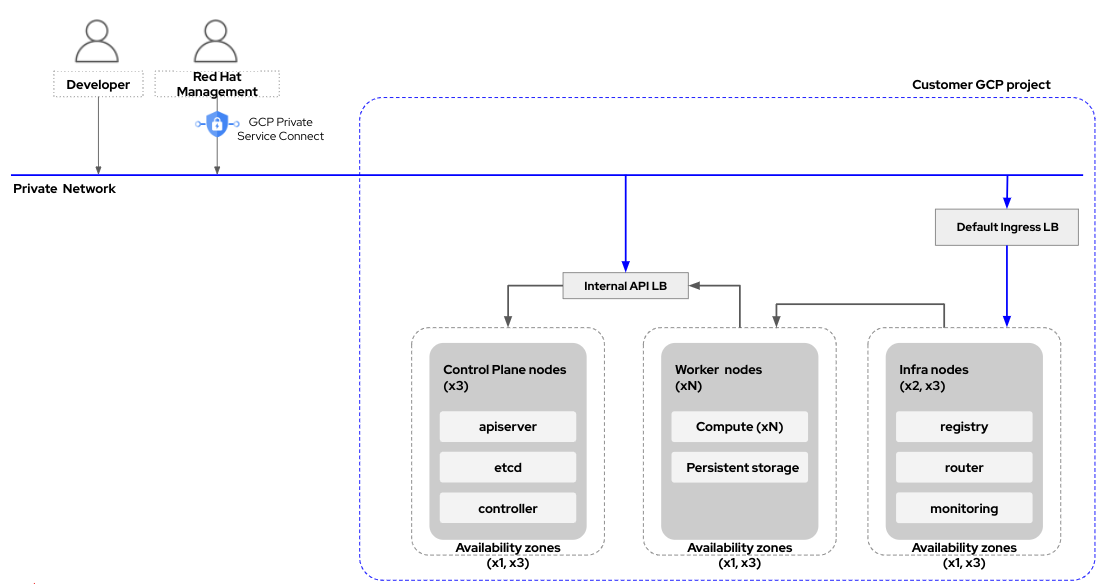 Developer
Red Hat
Management
GCP Private
Service Connect
Customer GCP project
Private Network
Default Ingress LB
Internal API LB
Control Plane nodes
(x3)
apiserver
etcd
controller
Availability zones
(x1, x3)
Worker nodes
(xN)
Compute (xN)
Persistent storage
Availability zones
(x1, x3)
Infra nodes
(x2, x3)
registry
router
monitoring
Availability zones
(x1, x3)